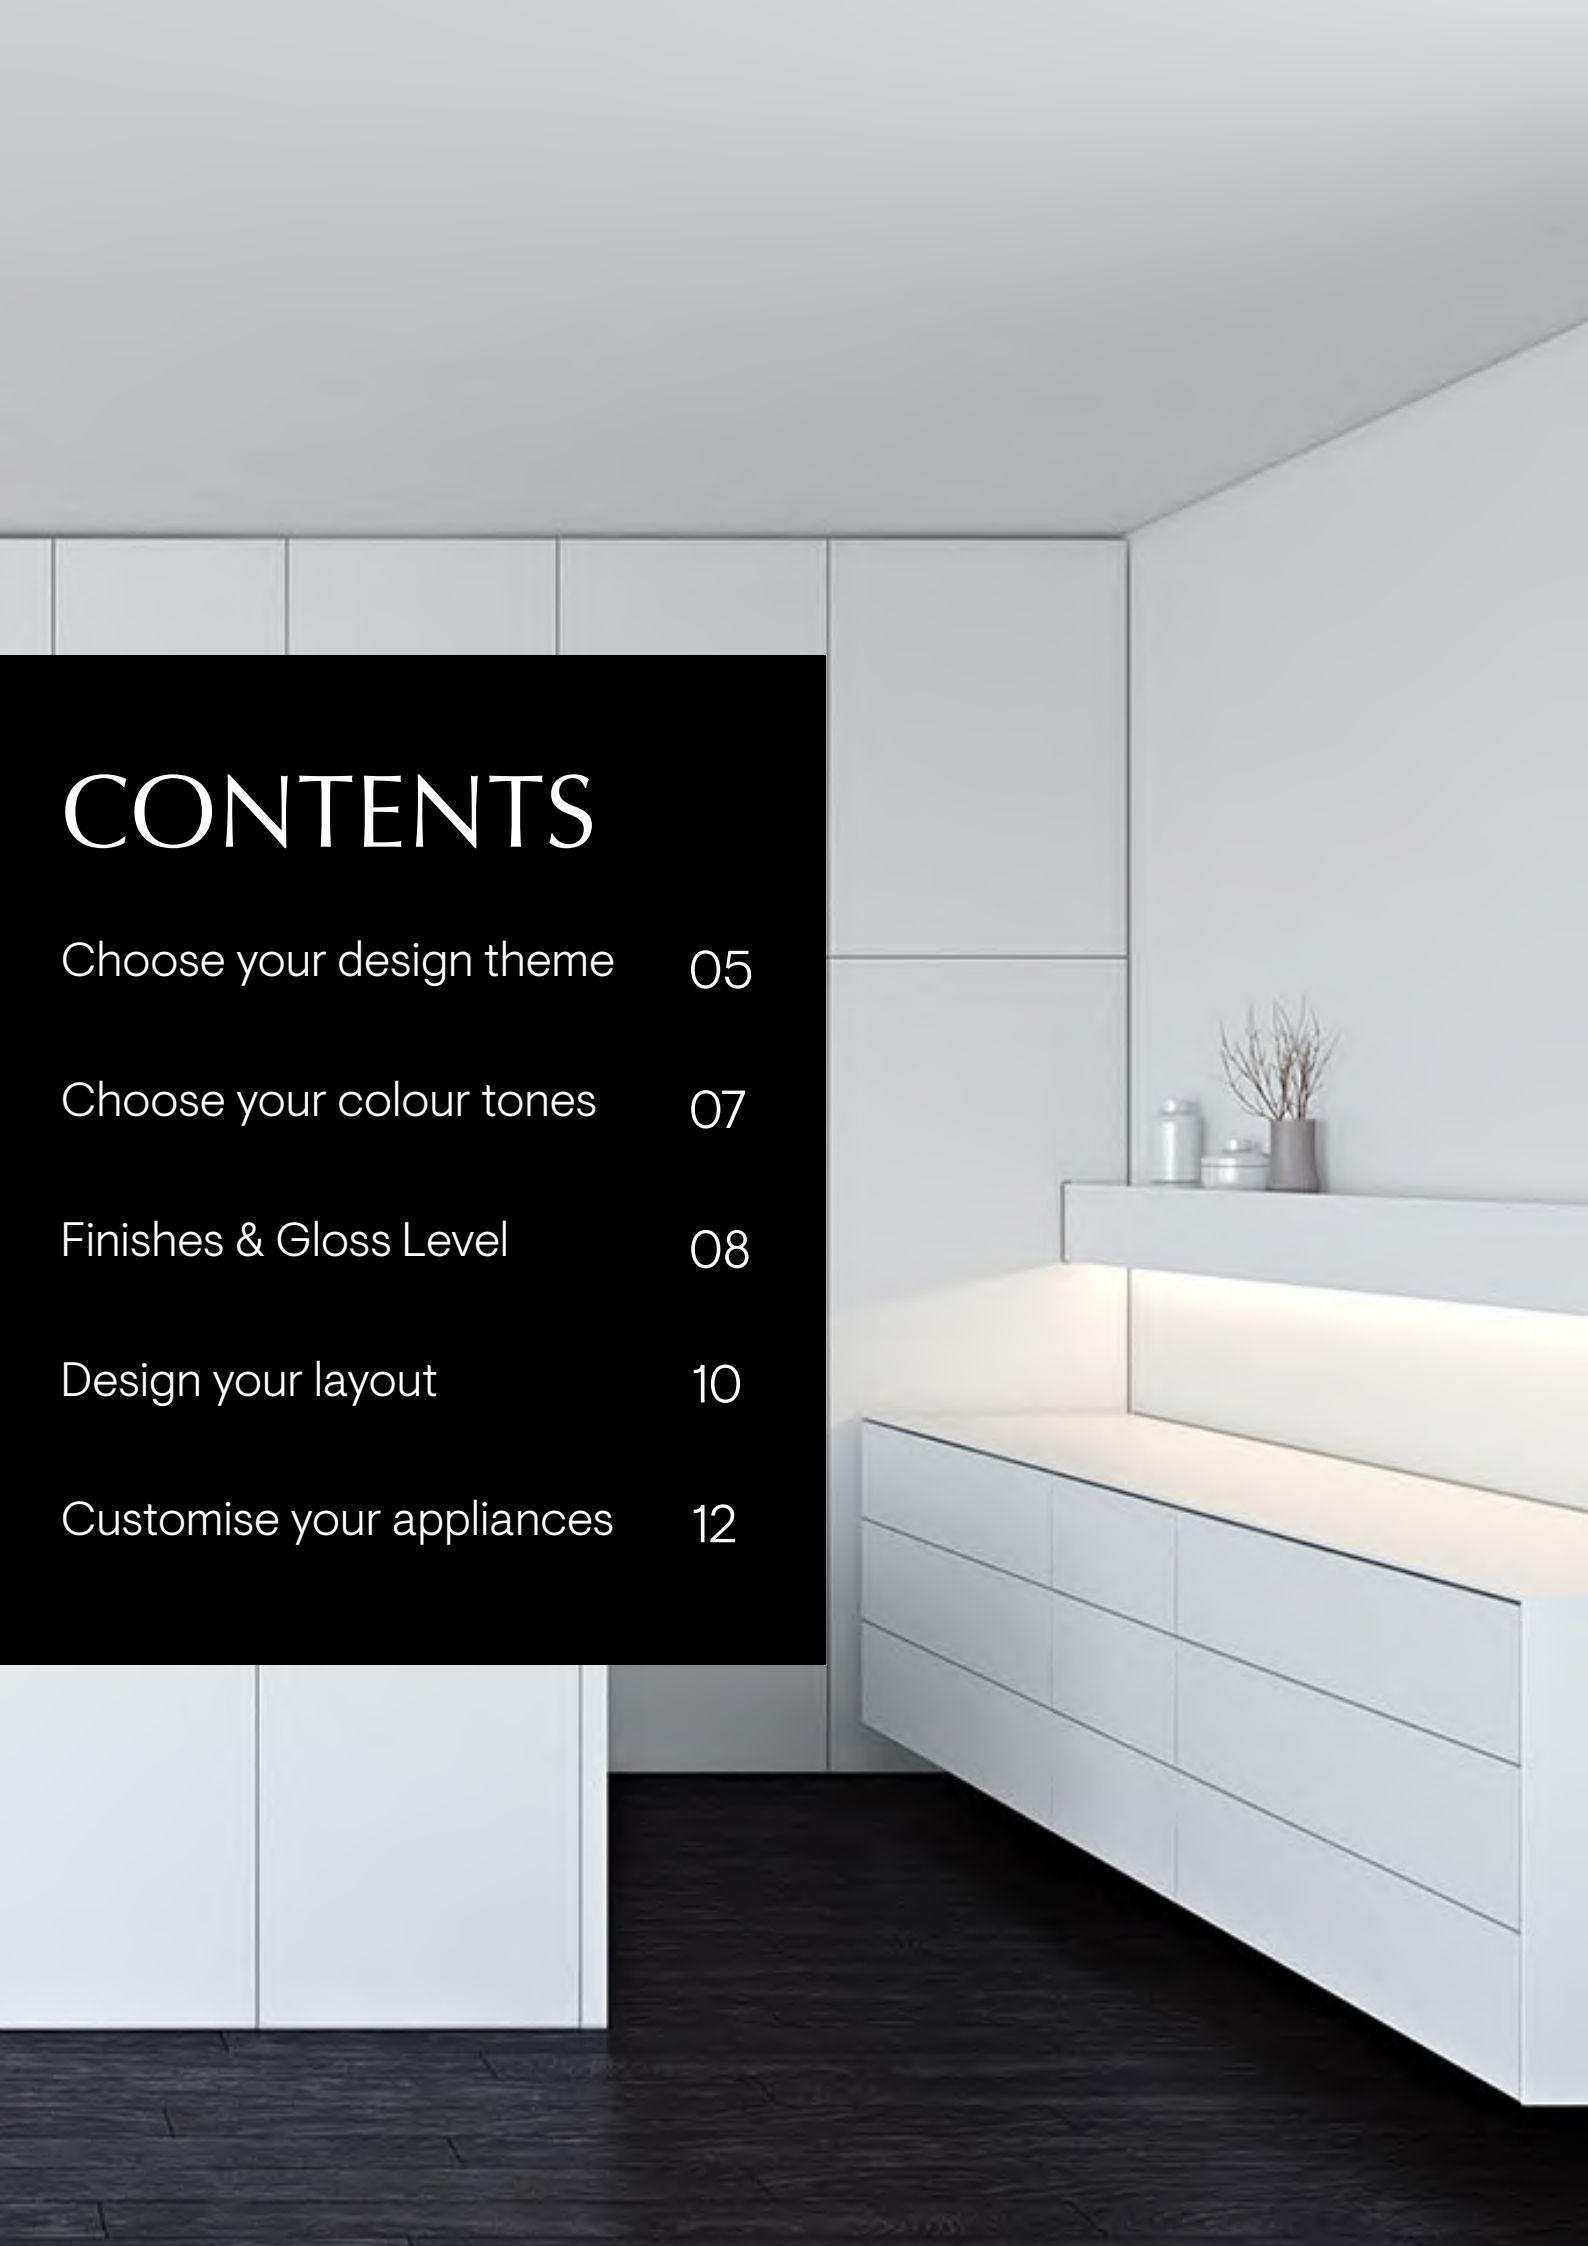 CONTENTS
Choose your design theme 05
Choose your colour tones 07
Finishes & Gloss Level 08
Design your layout 10
Customise your appliances 12